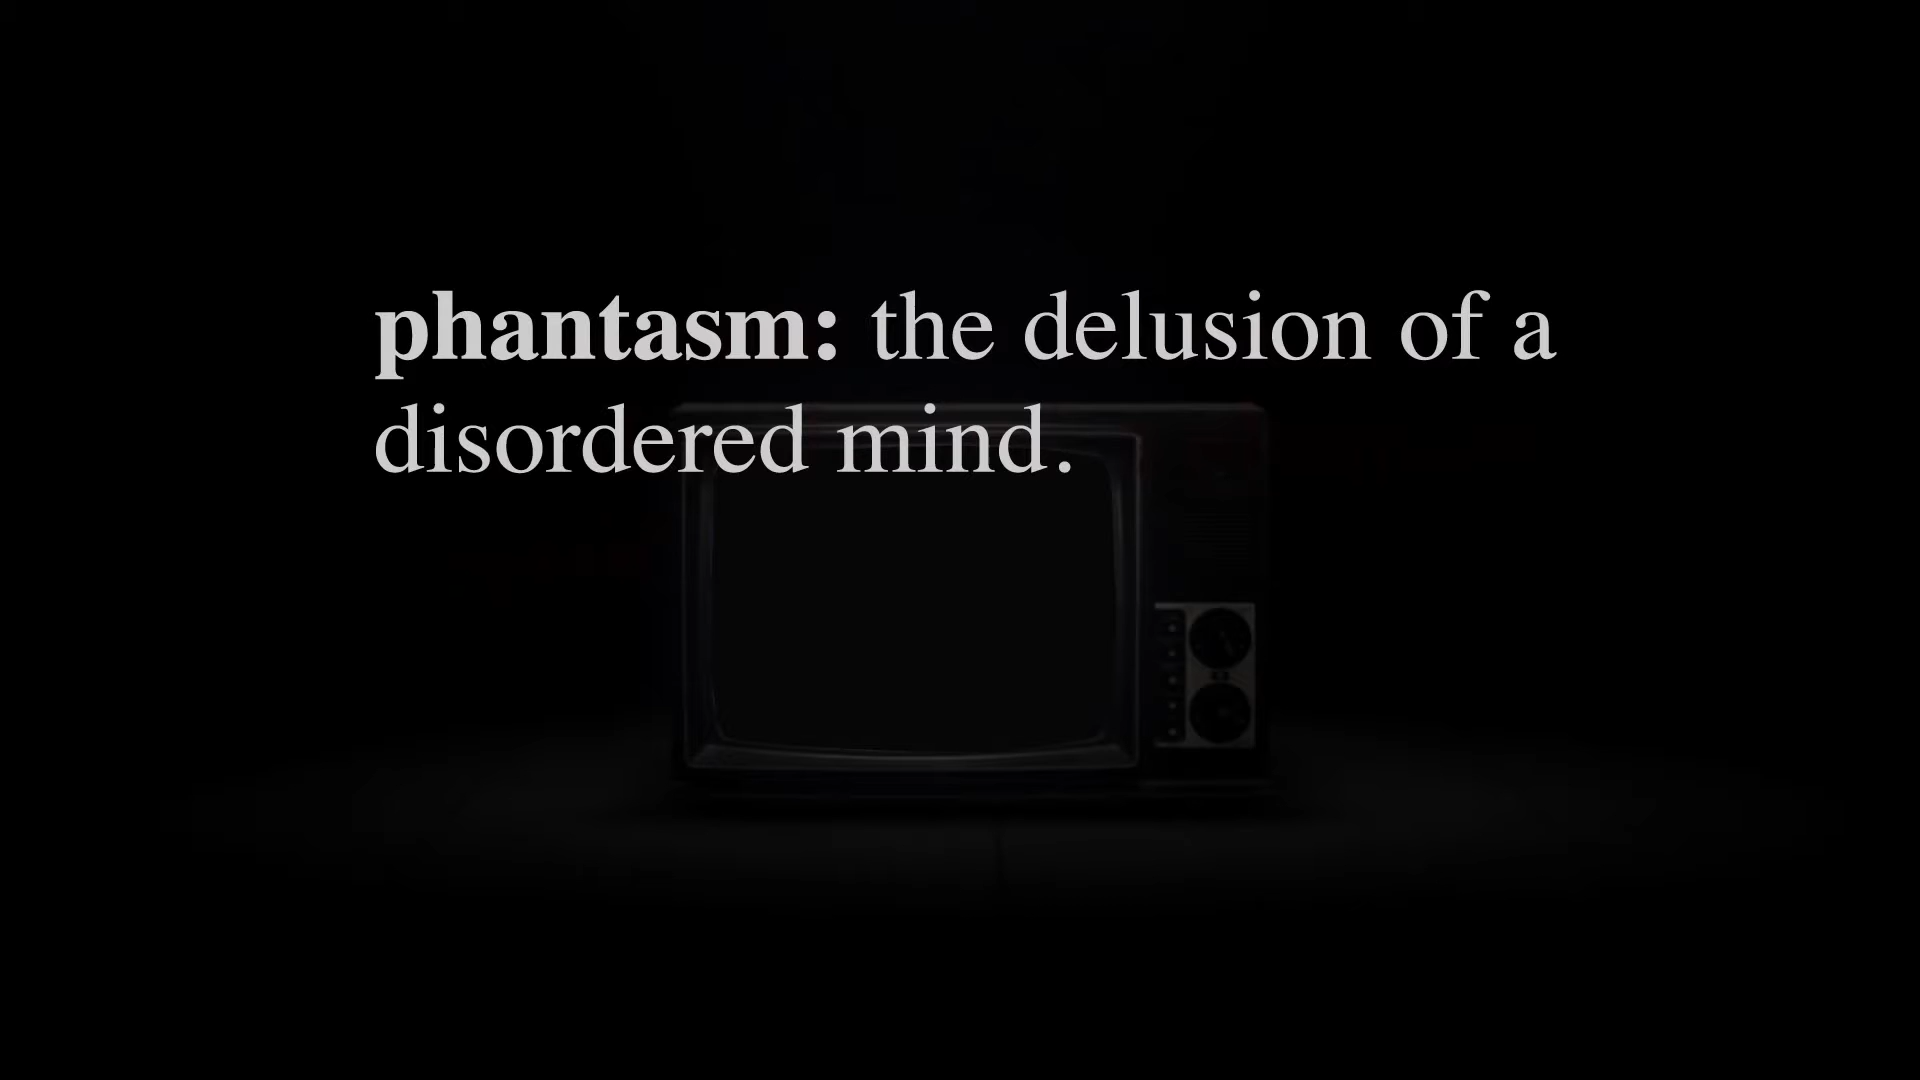 phantasm: the delusion of a
disordered mind.